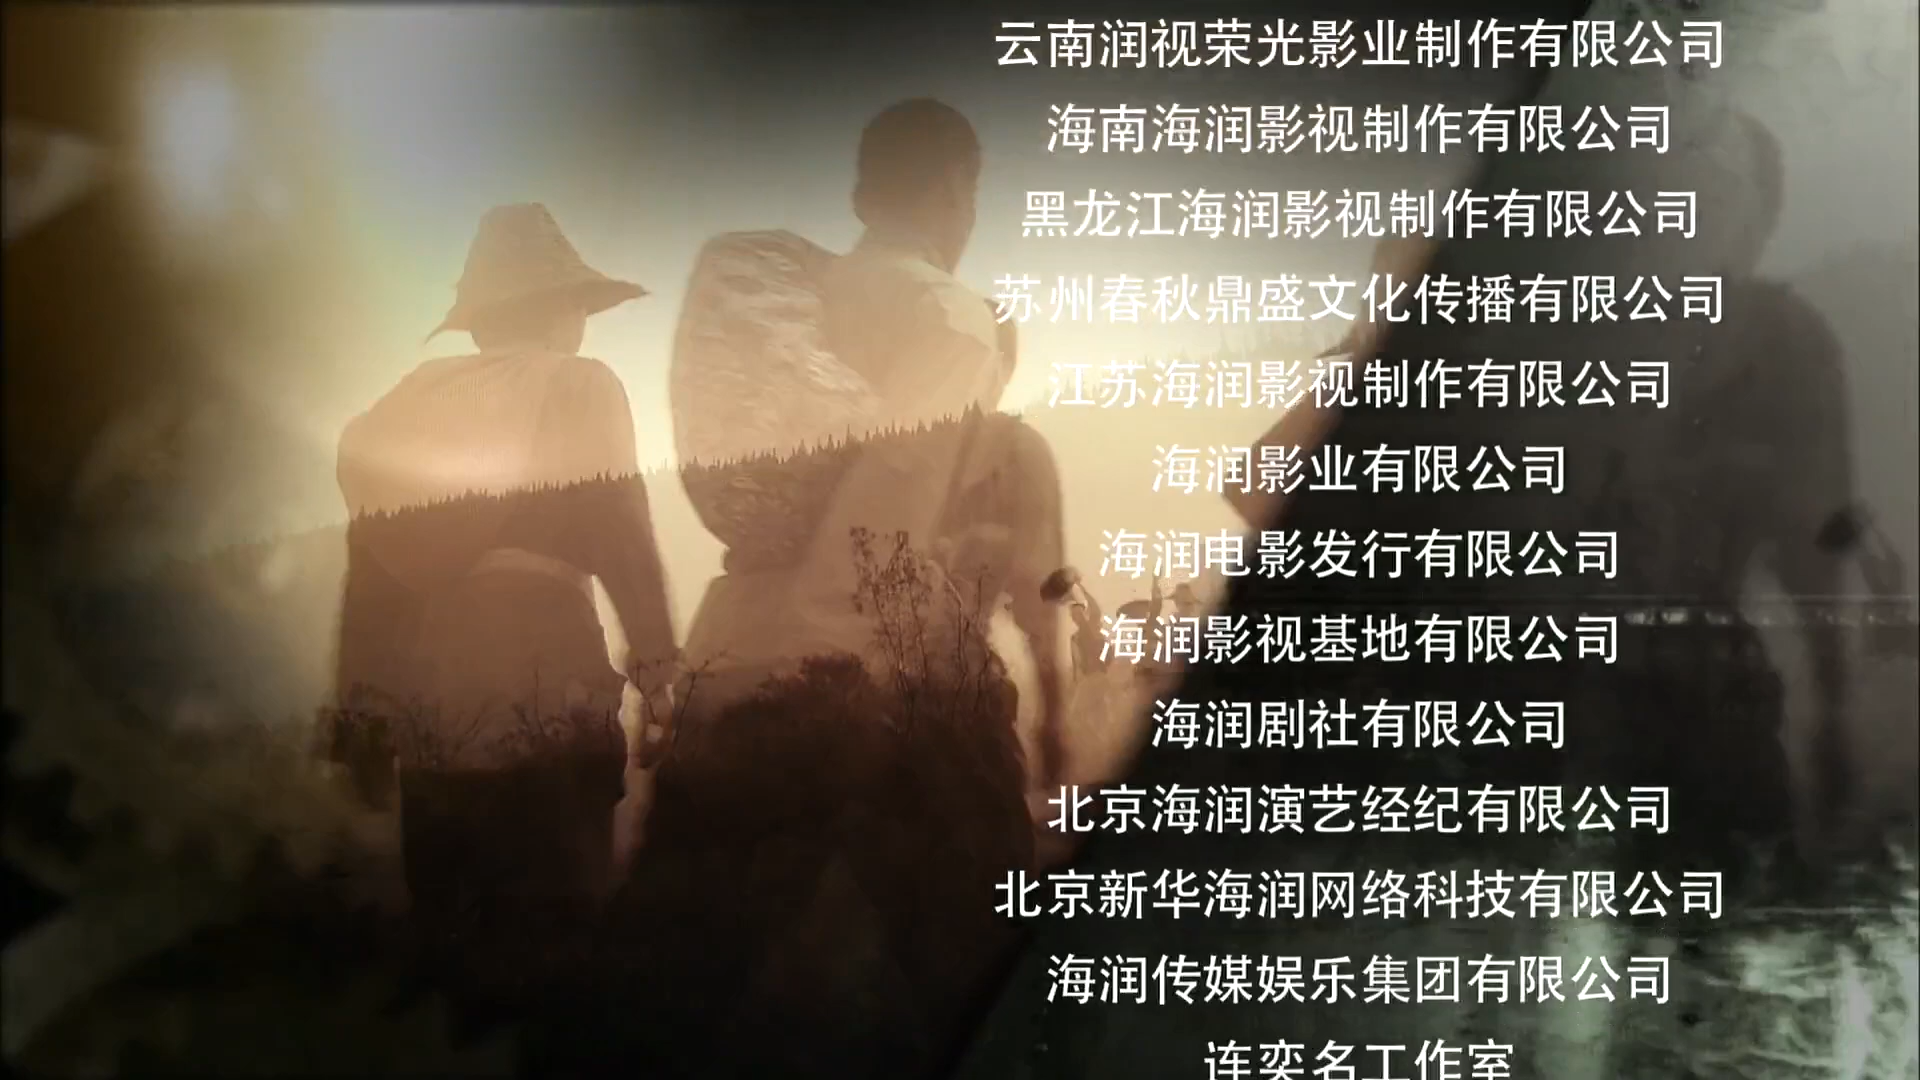 云南润视荣光影业制作有限公司
海南海润影视制作有限公司
黑龙江海润影视制作有限公司
苏州春秋鼎盛文化传播有限公司
江苏海润影视制作有限公司
海润影业有限公司
海润电影发行有限公司
海润影视基地有限公司
海润剧社有限公司
北京海润演艺经纪有限公司
北京新华海润网络科技有限公司
海润传媒娱乐集团有限公司
连奕名工作室